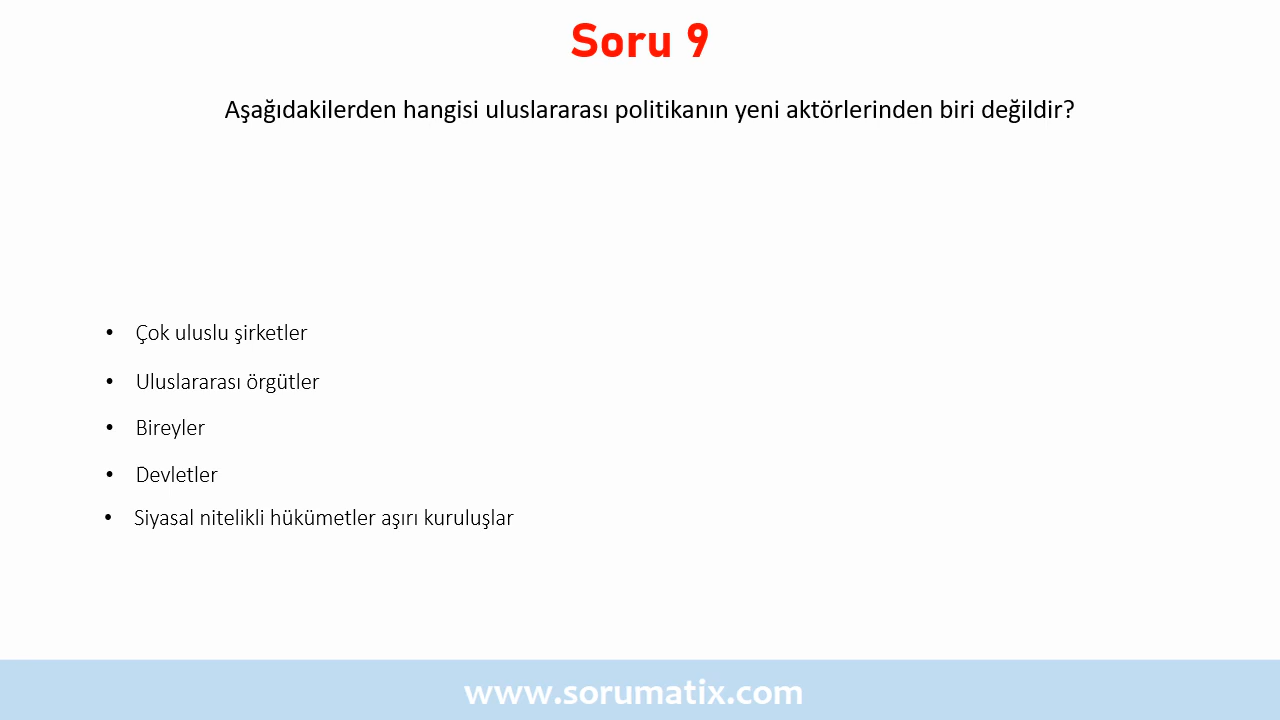 Soru 9
Aşağıdakilerden hangisi uluslararası politikanın yeni aktörlerinden biri değildir?
• Çok uluslu şirketler
• Uluslararası örgütler
• Bireyler
• Devletler
• Siyasal nitelikli hükümetler aşırı kuruluşlar
www.sorumatix.com